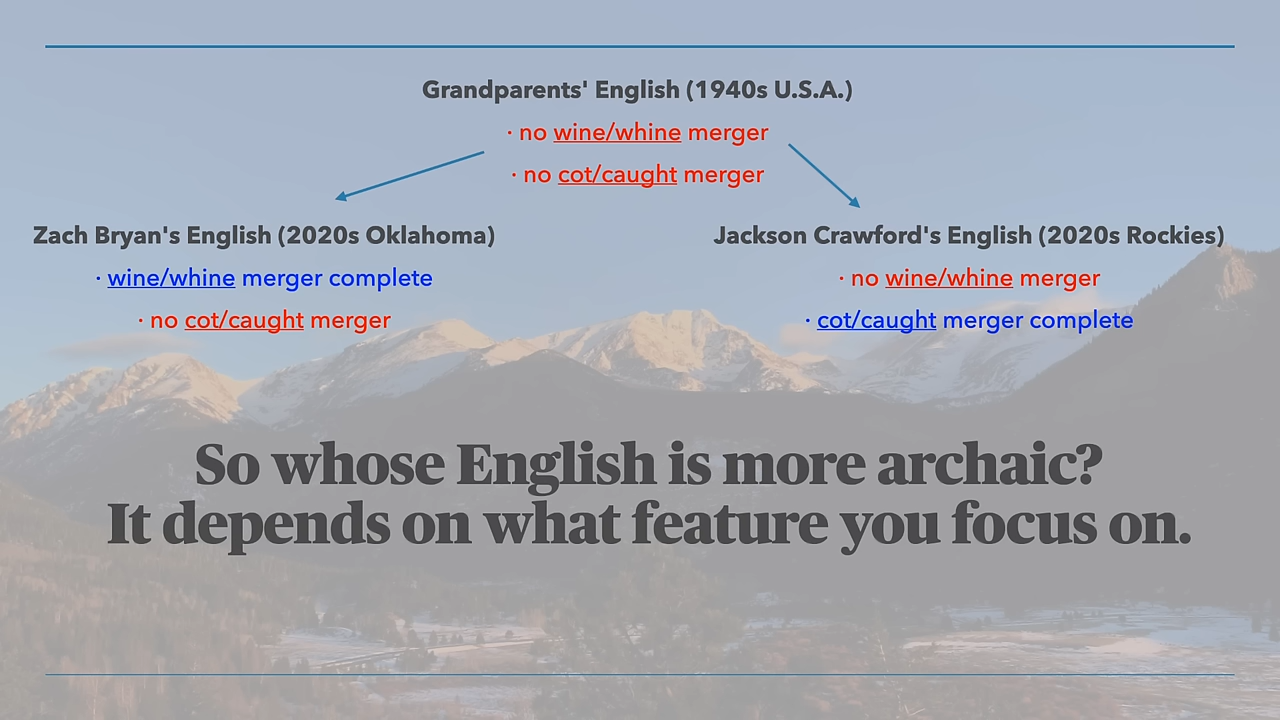 Grandparents' English (1940s U.S.A.)
· no wine/whine merger
· no cot/caught merger
Zach Bryan's English (2020s Oklahoma)
· wine/whine merger complete
· no cot/caught merger
Jackson Crawford's English (2020s Rockies)
· no wine/whine merger
· cot/caught merger complete
So whose English is more archaic?
It depends on what feature you focus on.